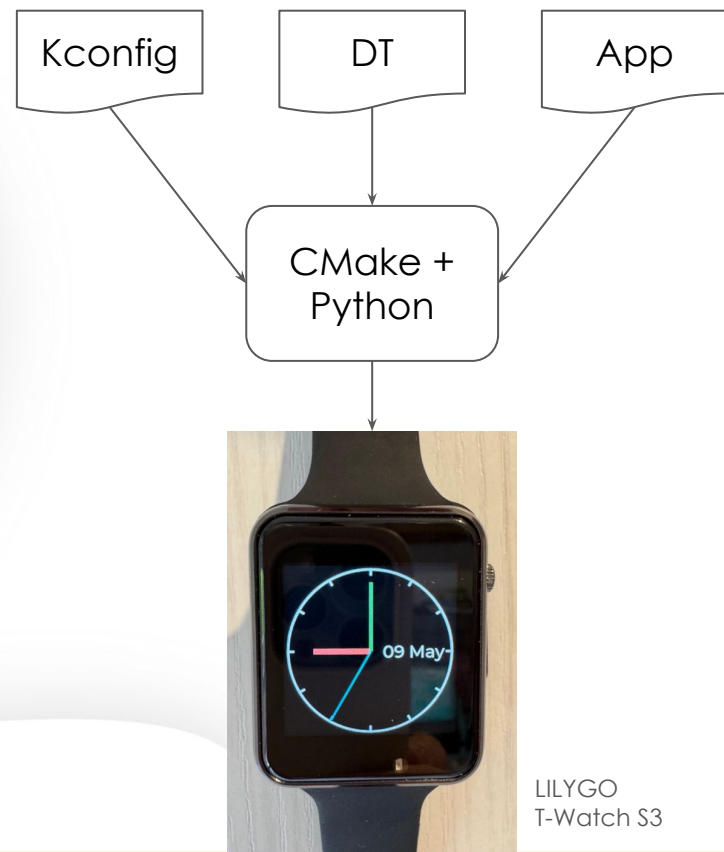 Kconfig
DT
App
CMake +
Python
09 May
LILYGO
T-Watch S3